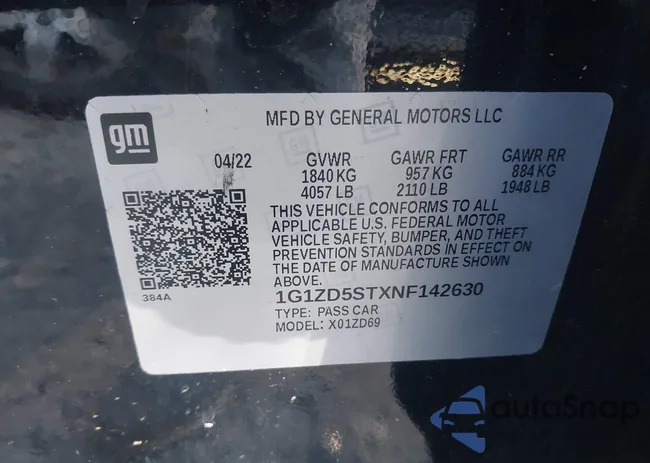 gm
MFD BY GENERAL MOTORS LLC
04/22 GVWR GAWR FRT GAWR RR
1840 KG 957 KG 884 KG
4057 LB 2110 LB 1948 LB
THIS VEHICLE CONFORMS TO ALL
APPLICABLE U.S. FEDERAL MOTOR
VEHICLE SAFETY, BUMPER, AND THEFT
PREVENTION STANDARDS IN EFFECT ON
THE DATE OF MANUFACTURE SHOWN
ABOVE.
384A
1G1ZD5STXNF142630
TYPE: PASS CAR
MODEL: X01ZD69
autoSnap